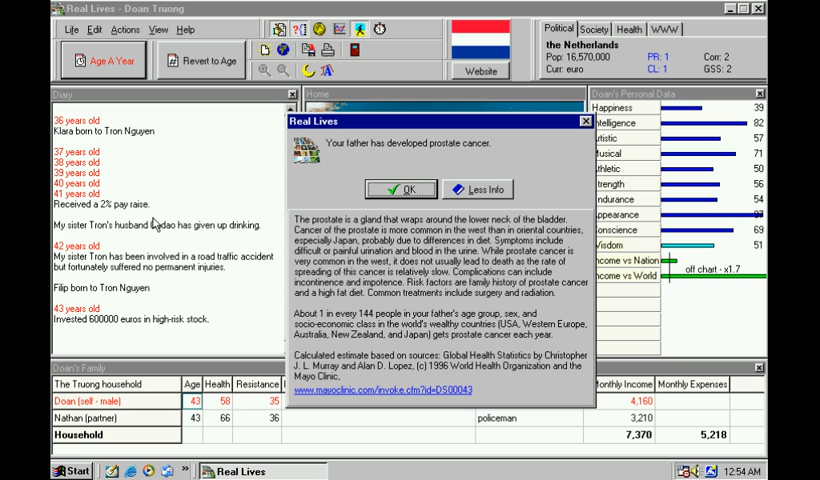 Real Lives - Doan Truong
Life Edit Actions View Help
Age A Year
Revert to Age
Website
Political Society Health WWW
the Netherlands
Pop: 16,570,000 PR: 1 Corr: 2
Curr: euro CL: 1 GSS: 2
Diary
36 years old
Klara born to Tron Nguyen
37 years old
38 years old
39 years old
40 years old
41 years old
Received a 2% pay raise.
My sister Tron's husband has given up drinking.
42 years old
My sister Tron has been involved in a road traffic accident
but fortunately suffered no permanent injuries.
Filip born to Tron Nguyen
43 years old
Invested 600000 euros in high-risk stock.
Home
Real Lives
Your father has developed prostate cancer.
OK
Less Info
The prostate is a gland that wraps around the lower neck of the bladder.
Cancer of the prostate is more common in the west than in oriental countries,
especially Japan, probably due to differences in diet. Symptoms include
difficult or painful urination and blood in the urine. While prostate cancer is
very common in the west, it does not usually lead to death as the rate of
spreading of this cancer is relatively slow. Complications can include
incontinence and impotence. Risk factors are family history of prostate cancer
and a high fat diet. Common treatments include surgery and radiation.
About 1 in every 144 people in your father's age group, sex, and
socio-economic class in the world's wealthy countries (USA, Western Europe,
Australia, New Zealand, and Japan) gets prostate cancer each year.
Calculated estimate based on sources: Global Health Statistics by Christopher
J. L. Murray and Alan D. Lopez, (c) 1996 World Health Organization and the
Mayo Clinic,
www.mayoclinic.com/invoke.cfm?id=DS00043
Doan's Personal Data
Happiness 39
Intelligence 82
Artistic 57
Musical 71
Athletic 50
Strength 56
Endurance 54
Appearance 87
Conscience 69
Wisdom 51
Income vs Nation
Income vs World off chart - x1.7
Doan's Family
The Truong household Age Health Resistance Monthly Income Monthly Expenses
Doan (self - male) 43 58 35 4,160
Nathan (partner) 43 66 36 policeman 3,210
Household 7,370 5,218
Start
Real Lives
12:54 AM